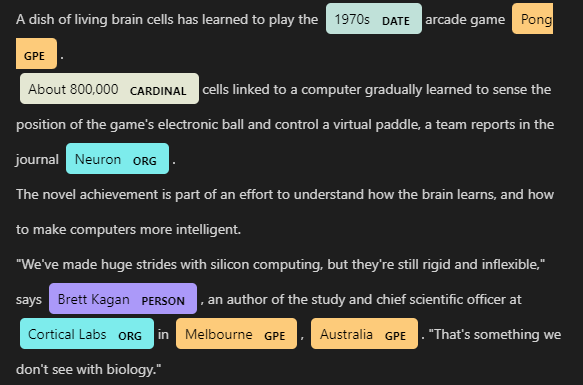 A dish of living brain cells has learned to play the 1970s DATE arcade game Pong
GPE .
About 800,000 CARDINAL cells linked to a computer gradually learned to sense the
position of the game's electronic ball and control a virtual paddle, a team reports in the
journal Neuron ORG .
The novel achievement is part of an effort to understand how the brain learns, and how
to make computers more intelligent.
"We've made huge strides with silicon computing, but they're still rigid and inflexible,"
says Brett Kagan PERSON , an author of the study and chief scientific officer at
Cortical Labs ORG in Melbourne GPE , Australia GPE . "That's something we
don't see with biology."